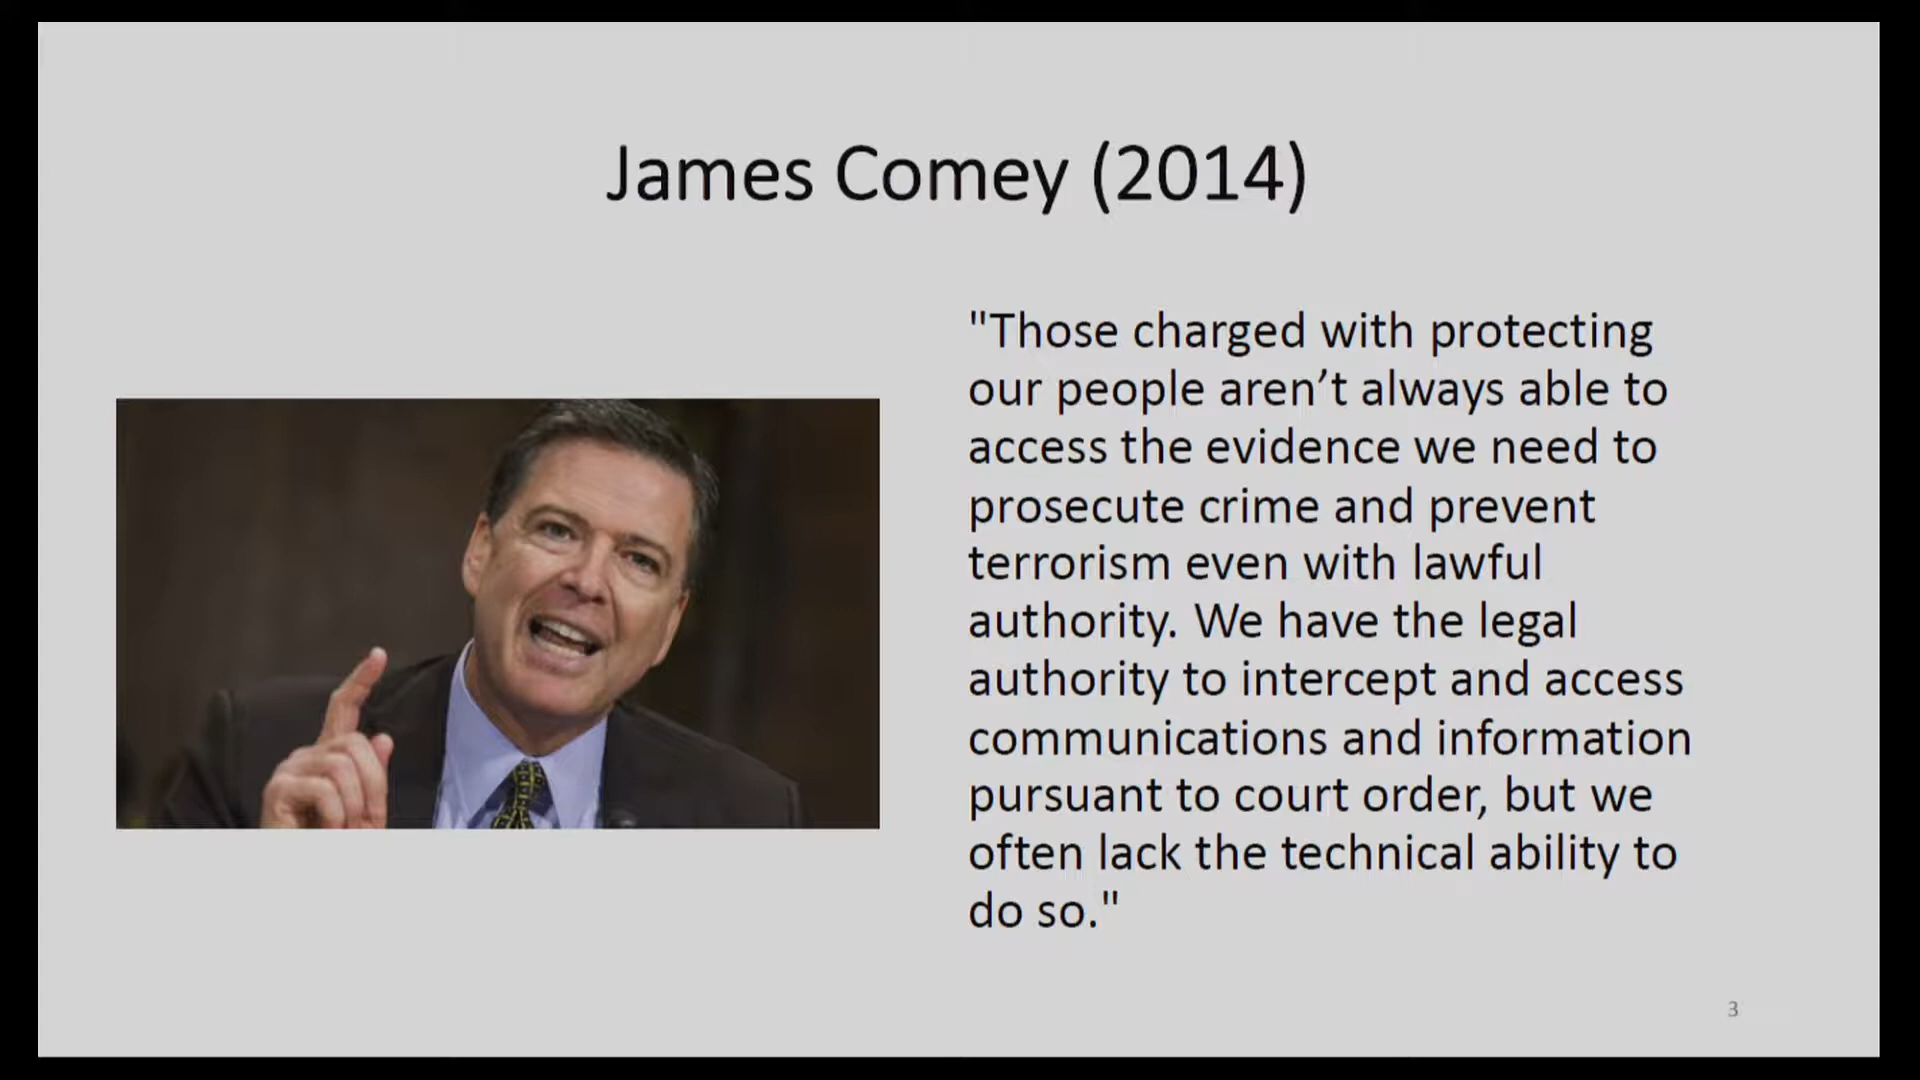 James Comey (2014)
"Those charged with protecting
our people aren’t always able to
access the evidence we need to
prosecute crime and prevent
terrorism even with lawful
authority. We have the legal
authority to intercept and access
communications and information
pursuant to court order, but we
often lack the technical ability to
do so."
3